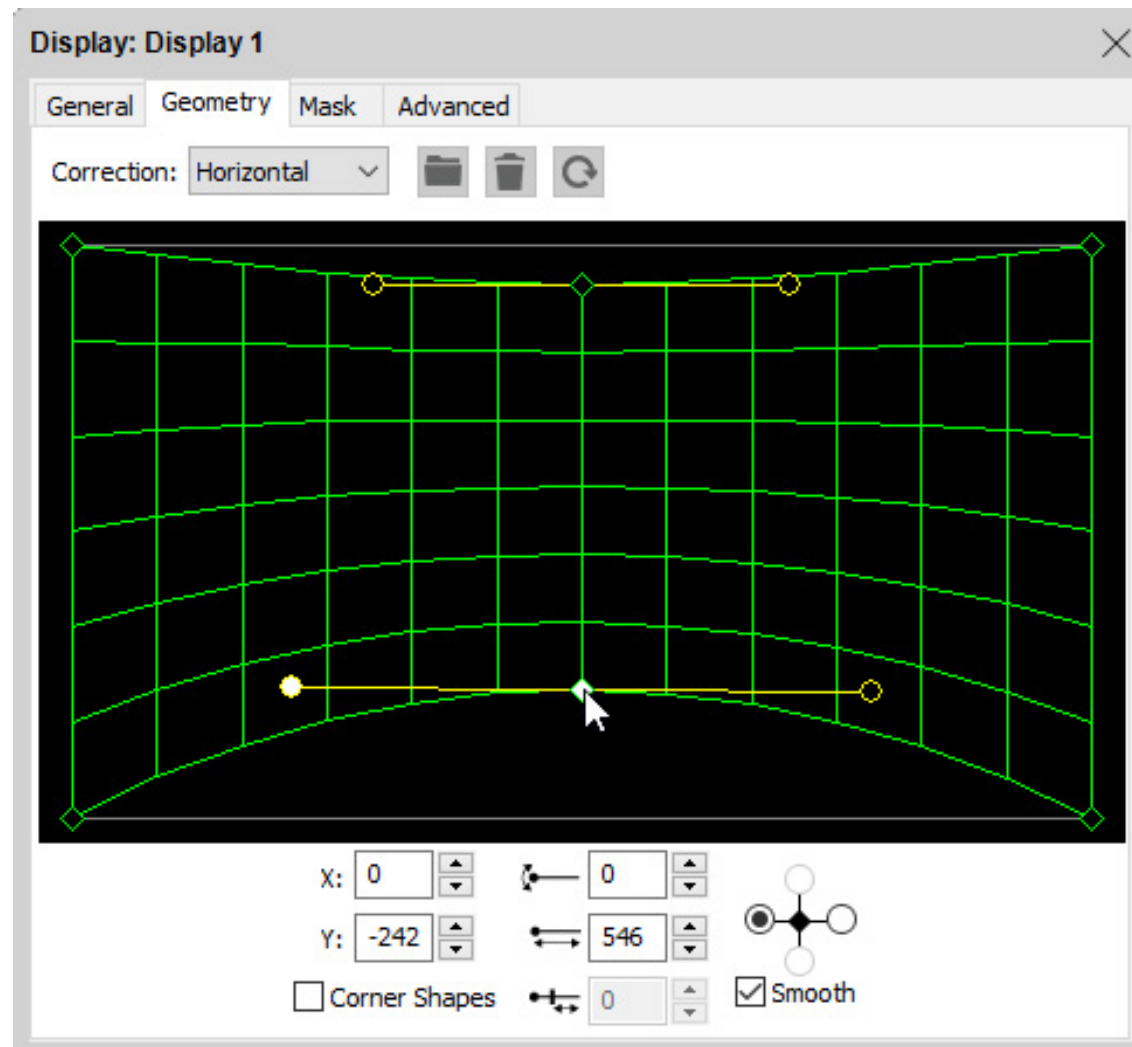 Display: Display 1
General Geometry Mask Advanced
Correction: Horizontal
X: 0 0
Y: -242 546
Corner Shapes 0 Smooth